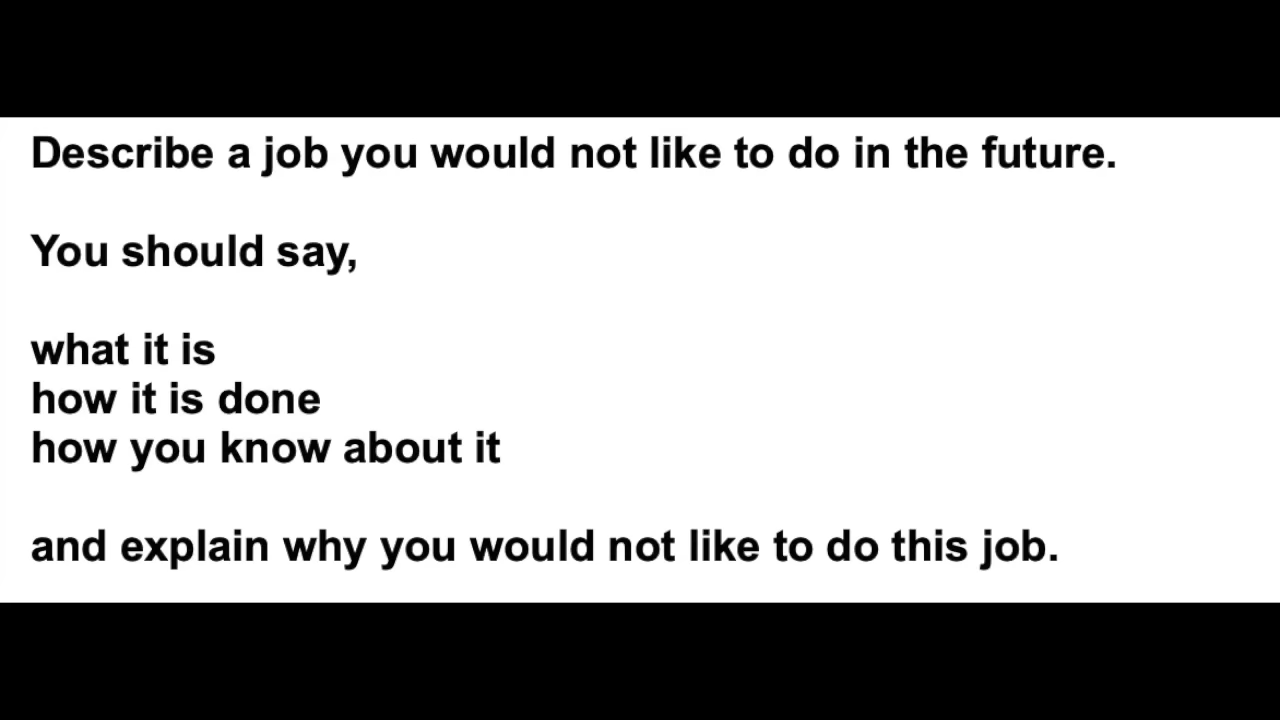 Describe a job you would not like to do in the future.
You should say,
what it is
how it is done
how you know about it
and explain why you would not like to do this job.